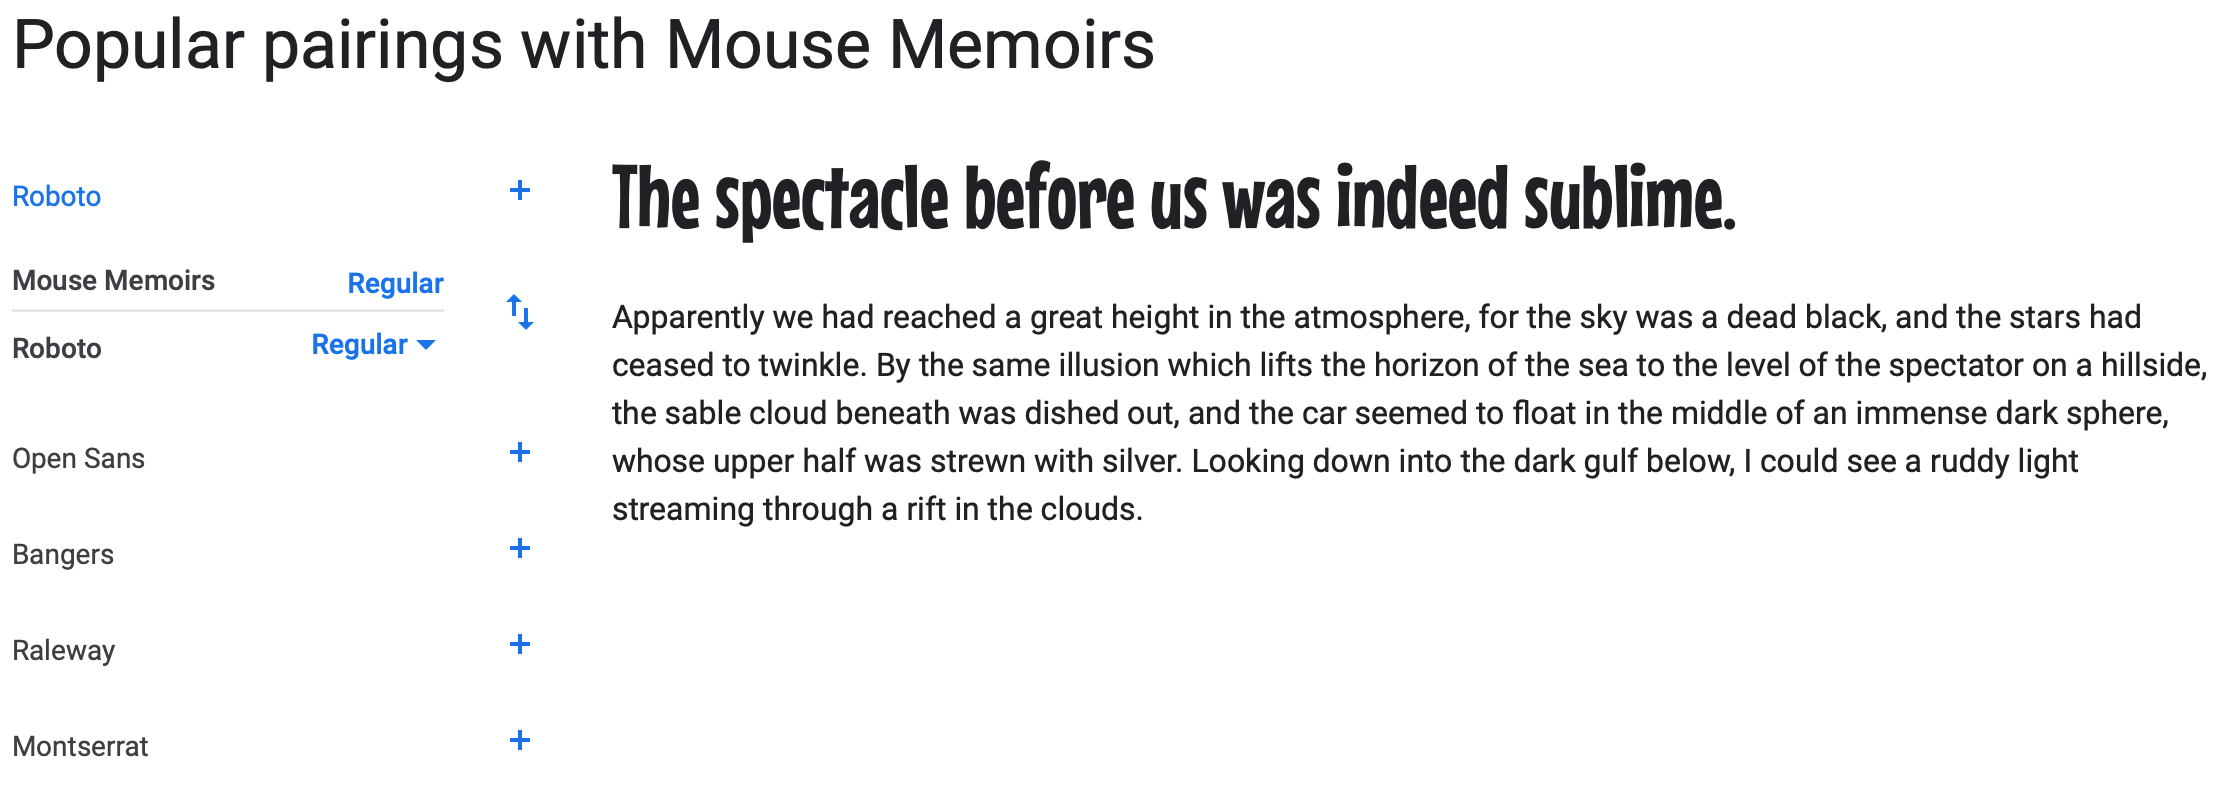 Popular pairings with Mouse Memoirs
Roboto
Mouse Memoirs Regular
Roboto Regular
Open Sans
Bangers
Raleway
Montserrat
The spectacle before us was indeed sublime.
Apparently we had reached a great height in the atmosphere, for the sky was a dead black, and the stars had
ceased to twinkle. By the same illusion which lifts the horizon of the sea to the level of the spectator on a hillside,
the sable cloud beneath was dished out, and the car seemed to float in the middle of an immense dark sphere,
whose upper half was strewn with silver. Looking down into the dark gulf below, I could see a ruddy light
streaming through a rift in the clouds.